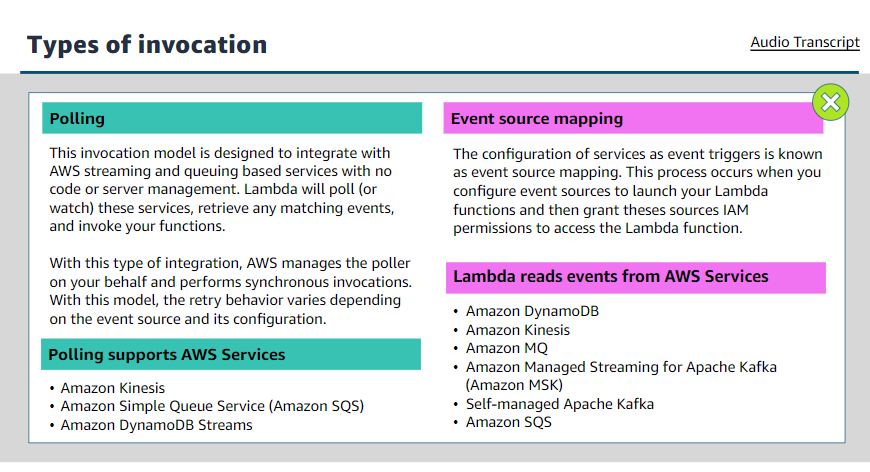 Types of invocation
Audio Transcript
Polling
This invocation model is designed to integrate with
AWS streaming and queuing based services with no
code or server management. Lambda will poll (or
watch) these services, retrieve any matching events,
and invoke your functions.
With this type of integration, AWS manages the poller
on your behalf and performs synchronous invocations.
With this model, the retry behavior varies depending
on the event source and its configuration.
Polling supports AWS Services
• Amazon Kinesis
• Amazon Simple Queue Service (Amazon SQS)
• Amazon DynamoDB Streams
Event source mapping
The configuration of services as event triggers is known
as event source mapping. This process occurs when you
configure event sources to launch your Lambda
functions and then grant theses sources IAM
permissions to access the Lambda function.
Lambda reads events from AWS Services
• Amazon DynamoDB
• Amazon Kinesis
• Amazon MQ
• Amazon Managed Streaming for Apache Kafka
(Amazon MSK)
• Self-managed Apache Kafka
• Amazon SQS